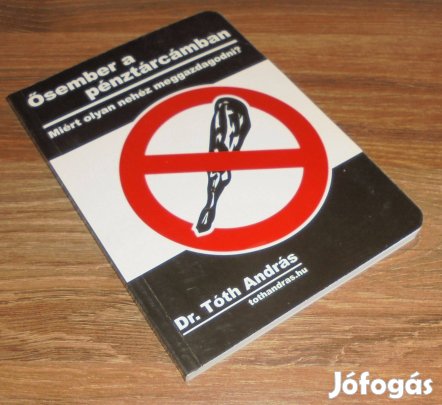 Ősember a
pénztárcámban
Miért olyan nehéz meggazdagodni?
Dr. Tóth András
tothandras.hu
Jófogás